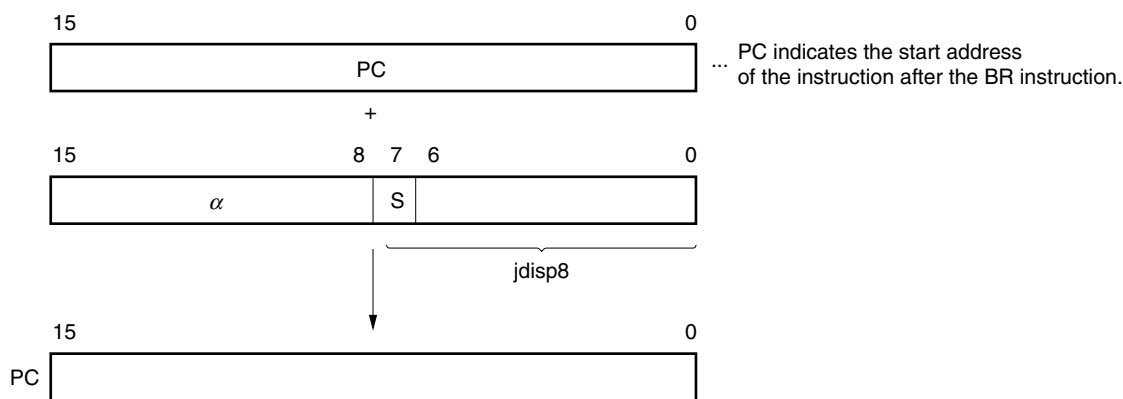 15 0
PC
... PC indicates the start address
of the instruction after the BR instruction.
+
15 8 7 6 0
α S
jdisp8
15 0
PC